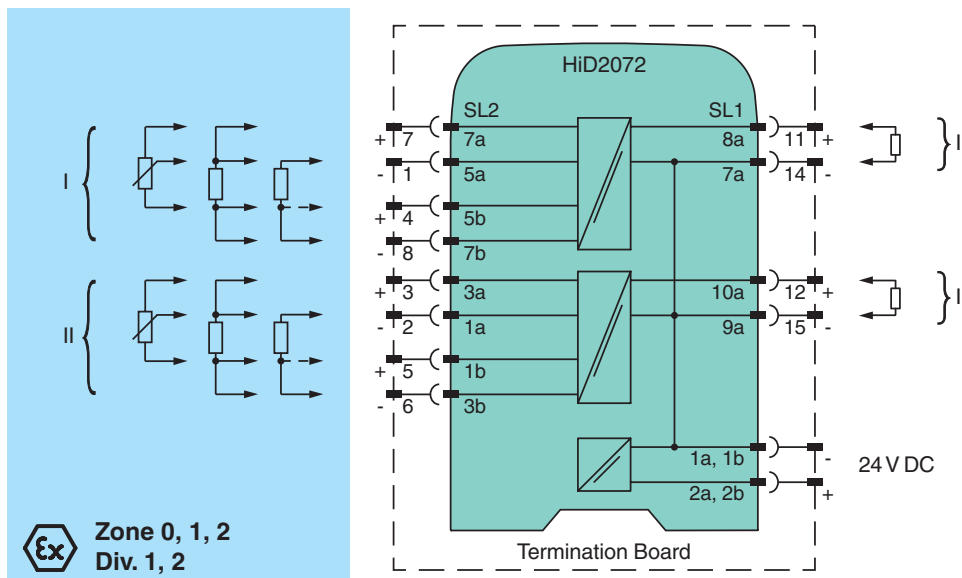 HiD2072
SL2 SL1
+ 7 7a 8a 11 +
I I
- 1 5a 7a 14 -
+ 4 5b
- 8 7b
+ 3 3a 10a 12 +
II I
- 2 1a 9a 15 -
+ 5 1b
- 6 3b
1a, 1b -
24 V DC
2a, 2b +
Ex Zone 0, 1, 2
Div. 1, 2
Termination Board